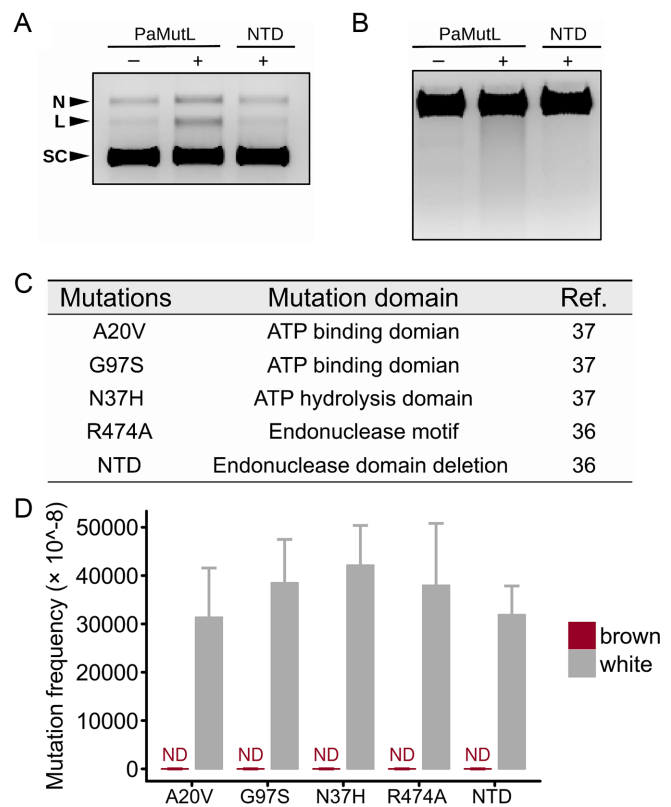 A
PaMutL NTD
– + +
N
L
SC
B
PaMutL NTD
– + +
C
Mutations Mutation domain Ref.
A20V ATP binding domian 37
G97S ATP binding domian 37
N37H ATP hydrolysis domain 37
R474A Endonuclease motif 36
NTD Endonuclease domain deletion 36
D
Mutation frequency (× 10^-8)
50000
40000
30000
20000
10000
0
ND ND ND ND ND
A20V G97S N37H R474A NTD
brown
white